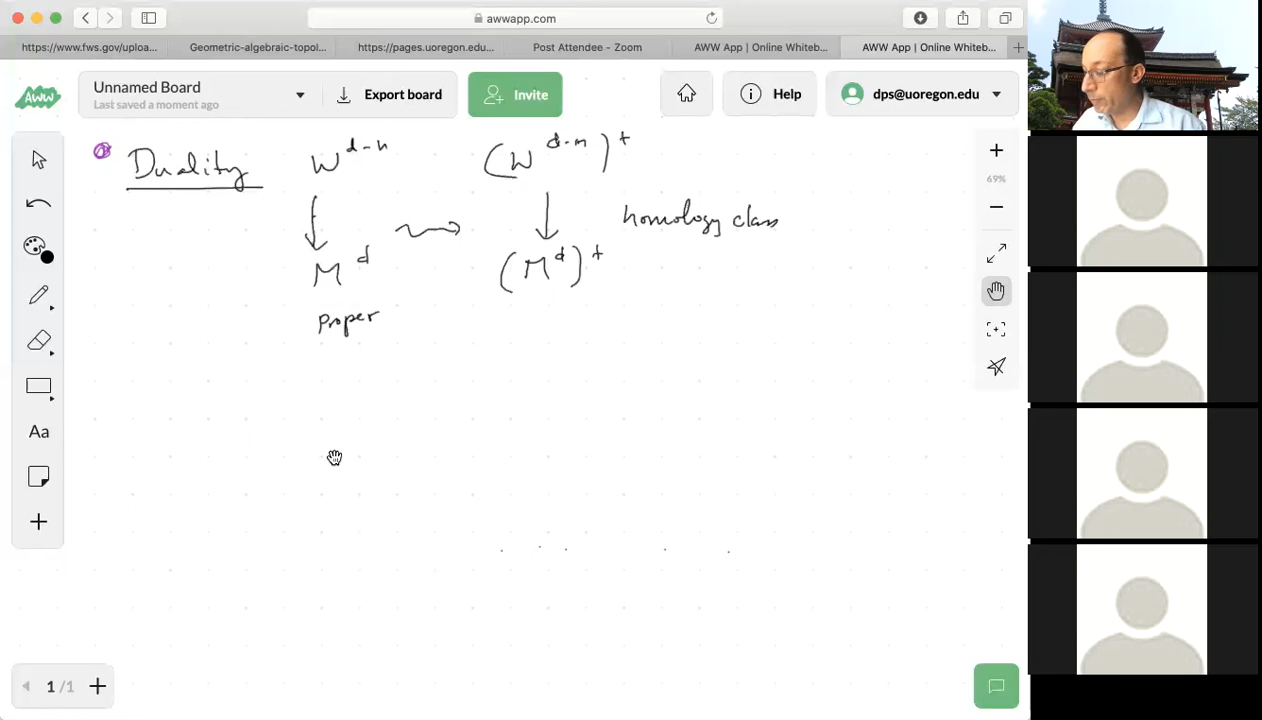 awwapp.com
https://www.fws.gov/uploa...
Geometric-algebraic-topol...
https://pages.uoregon.edu...
Post Attendee - Zoom
AWW App | Online Whiteb...
AWW App | Online Whiteb...
AWW
Unnamed Board
Last saved a moment ago
Export board
Invite
Help
dps@uoregon.edu
Duality W^{d-n} (W^{d-n})^+
homology class
M^d (M^d)^+
Proper
69%
Aa
1 /1